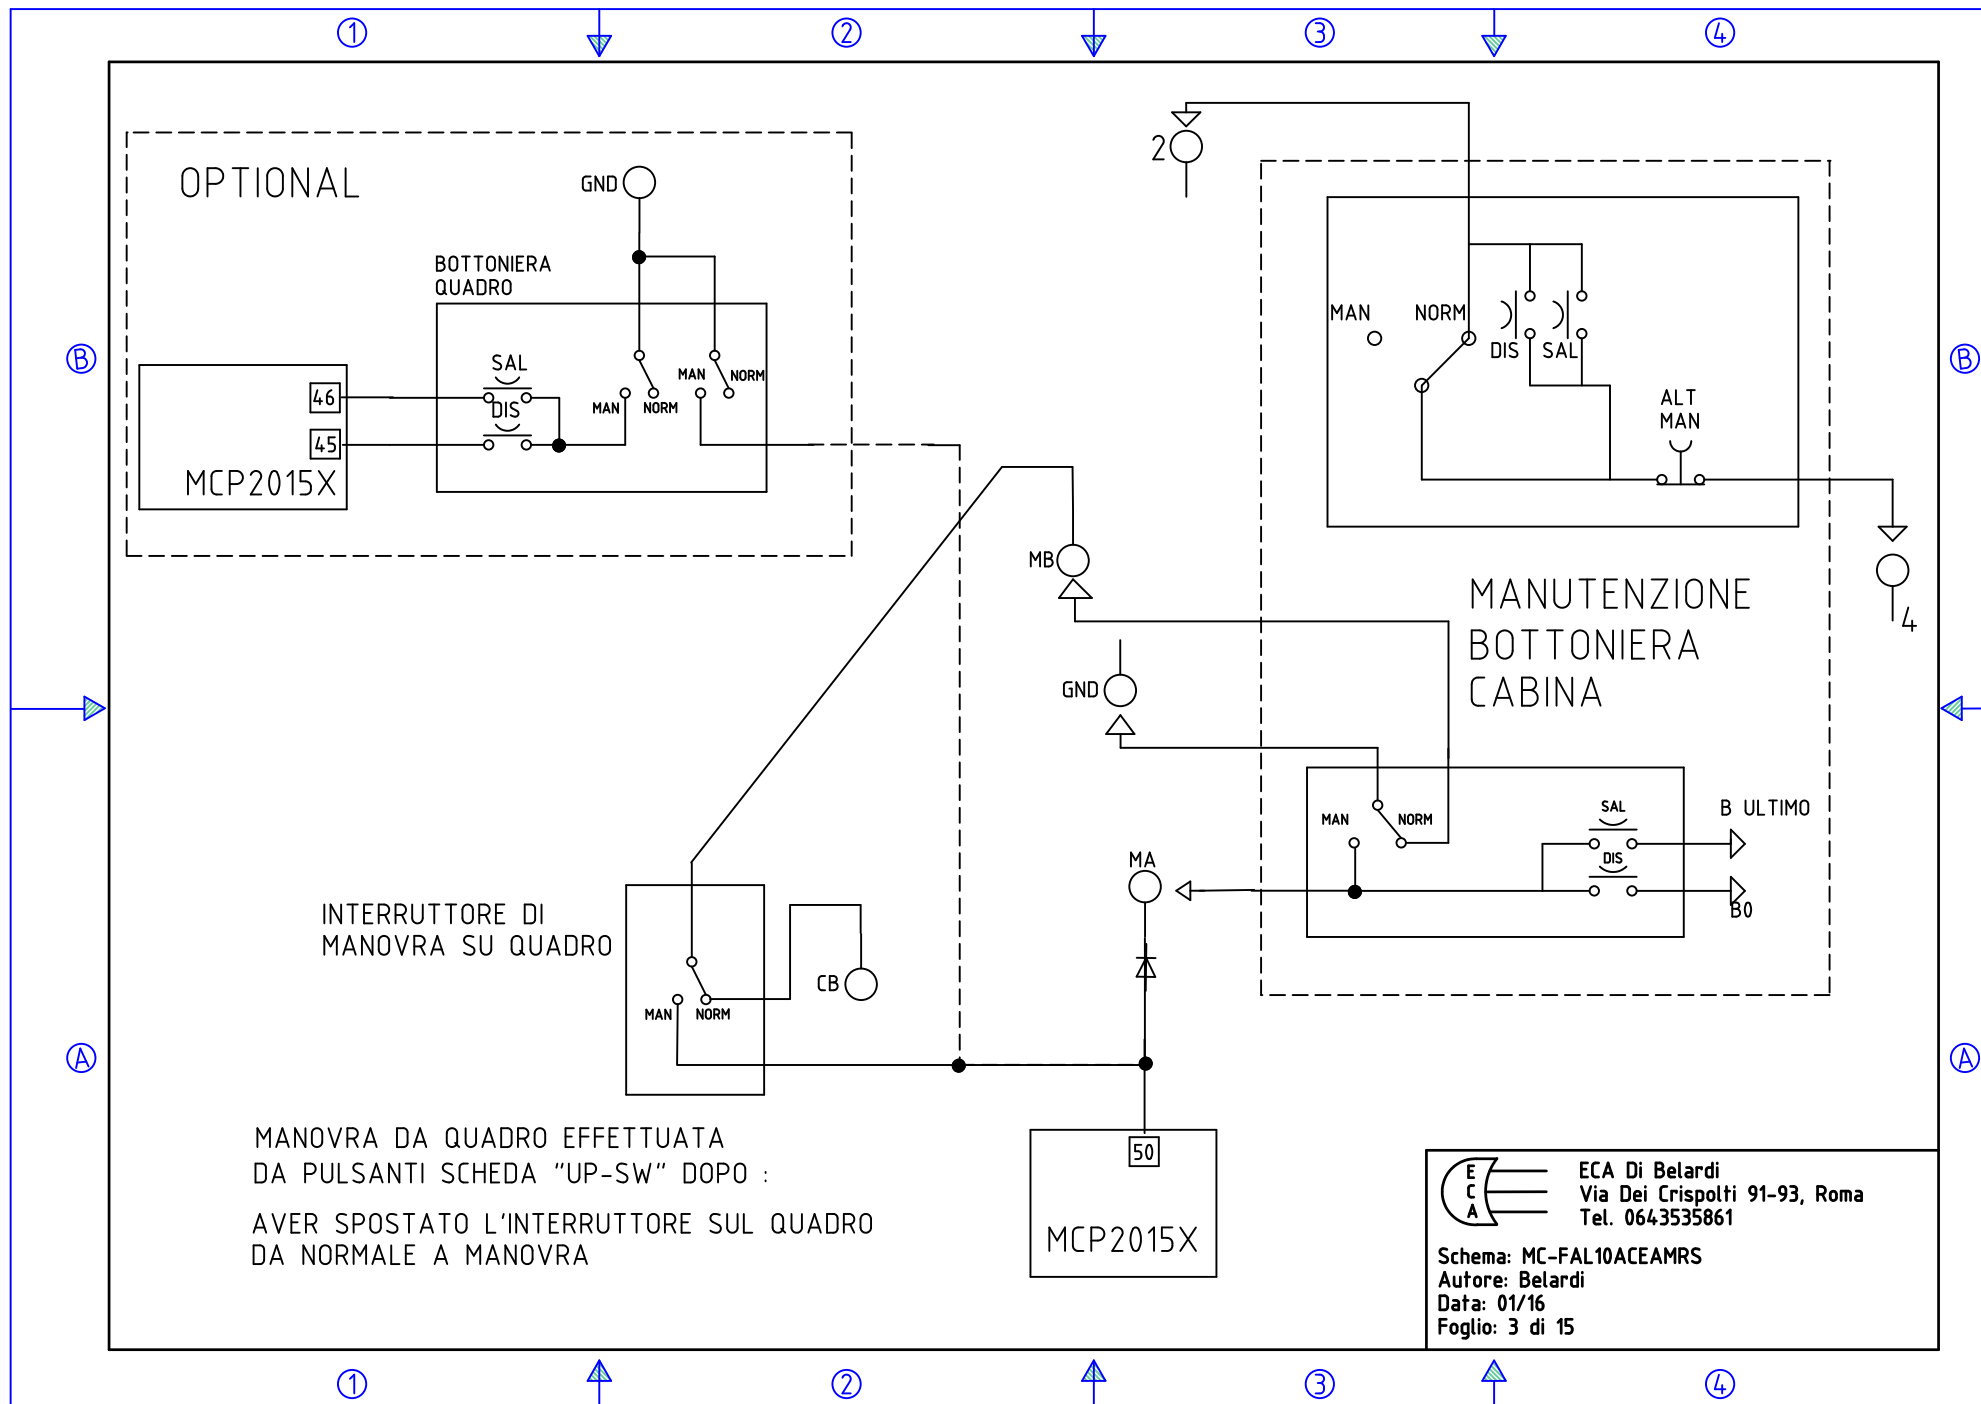 1
2
3
4
OPTIONAL
GND
BOTTONIERA
QUADRO
SAL
DIS
46
45
MCP2015X
MAN
NORM
MAN
NORM
2
MAN
NORM
DIS
SAL
ALT
MAN
4
B
B
MB
GND
MANUTENZIONE
BOTTONIERA
CABINA
MAN
NORM
SAL
DIS
B ULTIMO
B0
MA
INTERRUTTORE DI
MANOVRA SU QUADRO
CB
MAN
NORM
A
A
MANOVRA DA QUADRO EFFETTUATA
DA PULSANTI SCHEDA "UP-SW" DOPO :
AVER SPOSTATO L'INTERRUTTORE SUL QUADRO
DA NORMALE A MANOVRA
50
MCP2015X
E
C
A
ECA Di Belardi
Via Dei Crispolti 91-93, Roma
Tel. 0643535861
Schema: MC-FAL10ACEAMRS
Autore: Belardi
Data: 01/16
Foglio: 3 di 15
1
2
3
4